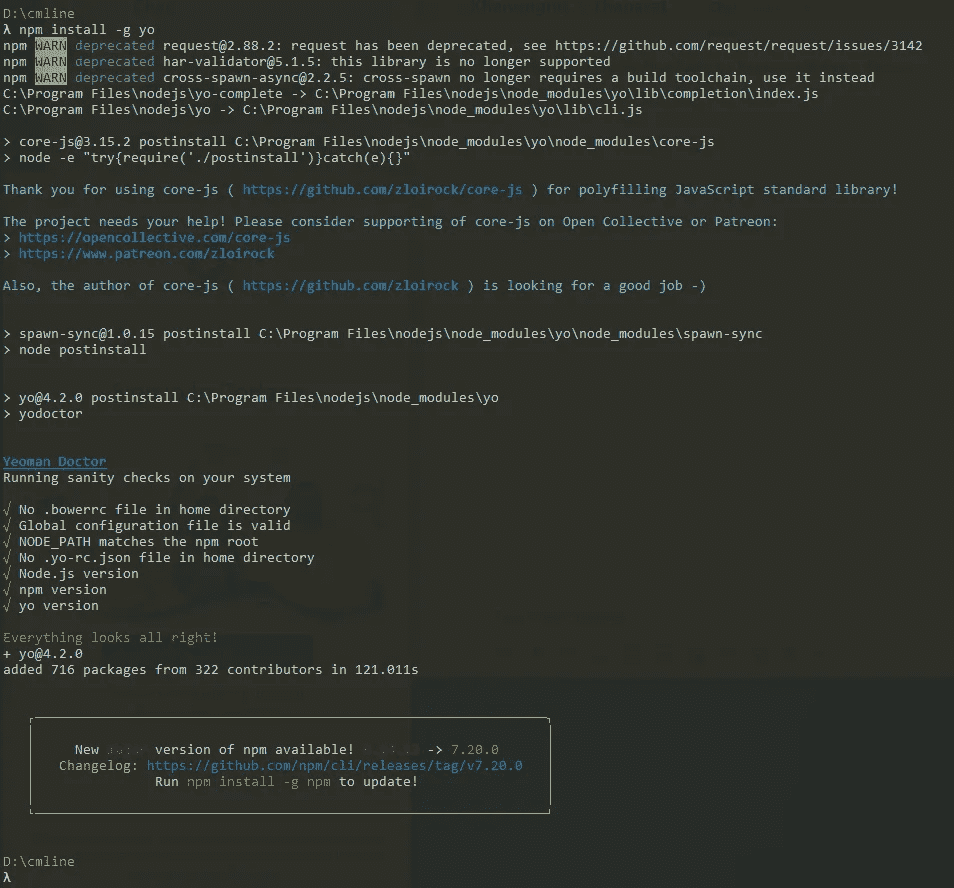 D:\cmline
λ npm install -g yo
npm WARN deprecated request@2.88.2: request has been deprecated, see https://github.com/request/request/issues/3142
npm WARN deprecated har-validator@5.1.5: this library is no longer supported
npm WARN deprecated cross-spawn-async@2.2.5: cross-spawn no longer requires a build toolchain, use it instead
C:\Program Files\nodejs\yo-complete -> C:\Program Files\nodejs\node_modules\yo\lib\completion\index.js
C:\Program Files\nodejs\yo -> C:\Program Files\nodejs\node_modules\yo\lib\cli.js
> core-js@3.15.2 postinstall C:\Program Files\nodejs\node_modules\yo\node_modules\core-js
> node -e "try{require('./postinstall')}catch(e){}"
Thank you for using core-js ( https://github.com/zloirock/core-js ) for polyfilling JavaScript standard library!
The project needs your help! Please consider supporting of core-js on Open Collective or Patreon:
> https://opencollective.com/core-js
> https://www.patreon.com/zloirock
Also, the author of core-js ( https://github.com/zloirock ) is looking for a good job -)
> spawn-sync@1.0.15 postinstall C:\Program Files\nodejs\node_modules\yo\node_modules\spawn-sync
> node postinstall
> yo@4.2.0 postinstall C:\Program Files\nodejs\node_modules\yo
> yodoctor
Yeoman Doctor
Running sanity checks on your system
√ No .bowerrc file in home directory
√ Global configuration file is valid
√ NODE_PATH matches the npm root
√ No .yo-rc.json file in home directory
√ Node.js version
√ npm version
√ yo version
Everything looks all right!
+ yo@4.2.0
added 716 packages from 322 contributors in 121.011s
New version of npm available! -> 7.20.0
Changelog: https://github.com/npm/cli/releases/tag/v7.20.0
Run npm install -g npm to update!
D:\cmline
λ